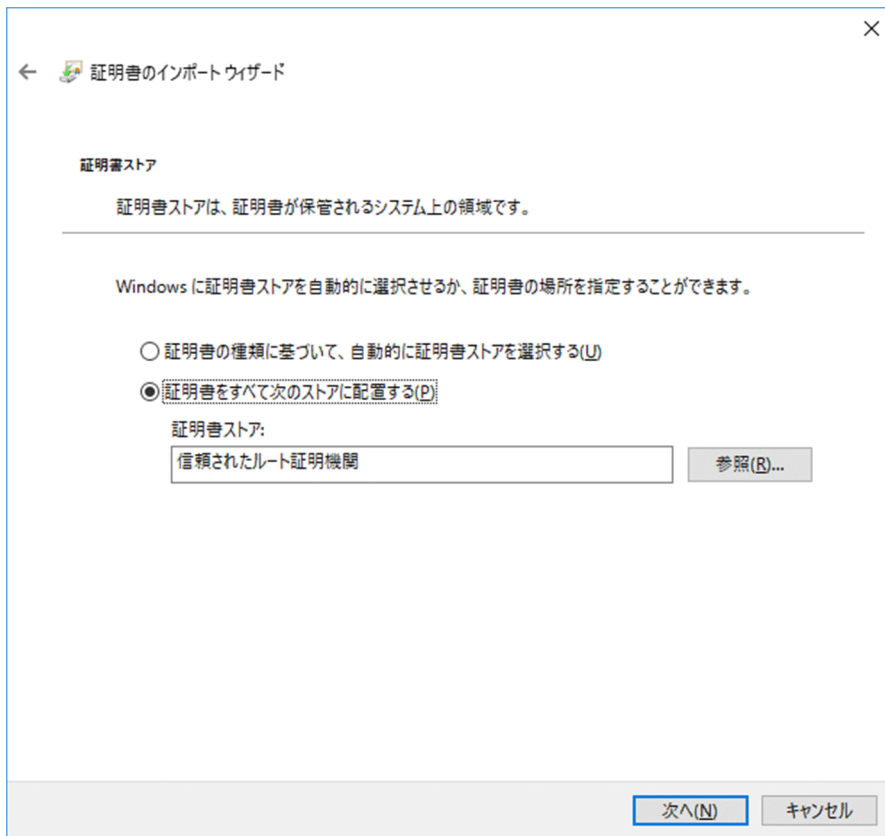 証明書のインポート ウィザード
証明書ストア
証明書ストアは、証明書が保管されるシステム上の領域です。
Windows に証明書ストアを自動的に選択させるか、証明書の場所を指定することができます。
証明書の種類に基づいて、自動的に証明書ストアを選択する(U)
証明書をすべて次のストアに配置する(P)
証明書ストア:
信頼されたルート証明機関
参照(R)...
次へ(N)
キャンセル